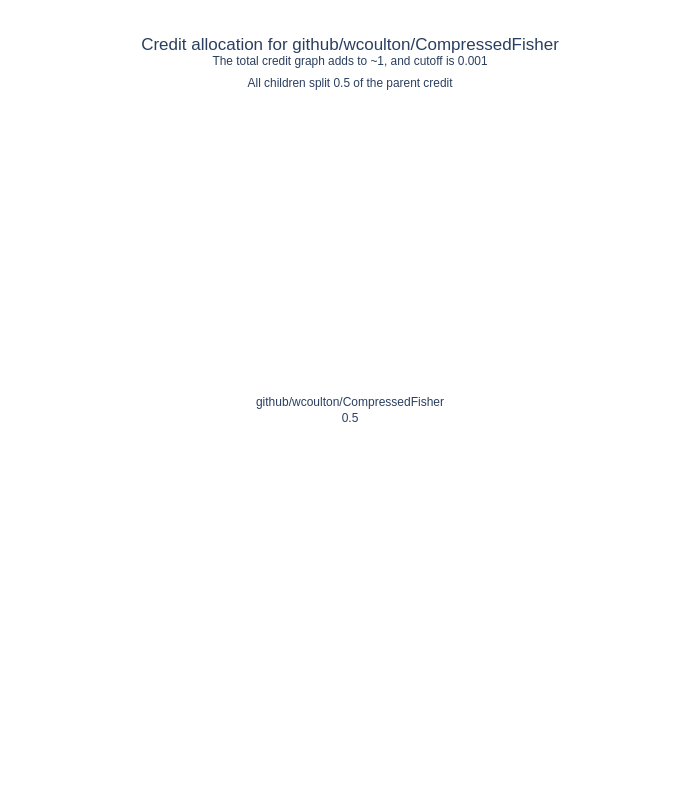 Credit allocation for github/wcoulton/CompressedFisher
The total credit graph adds to ~1, and cutoff is 0.001
All children split 0.5 of the parent credit
github/wcoulton/CompressedFisher
0.5